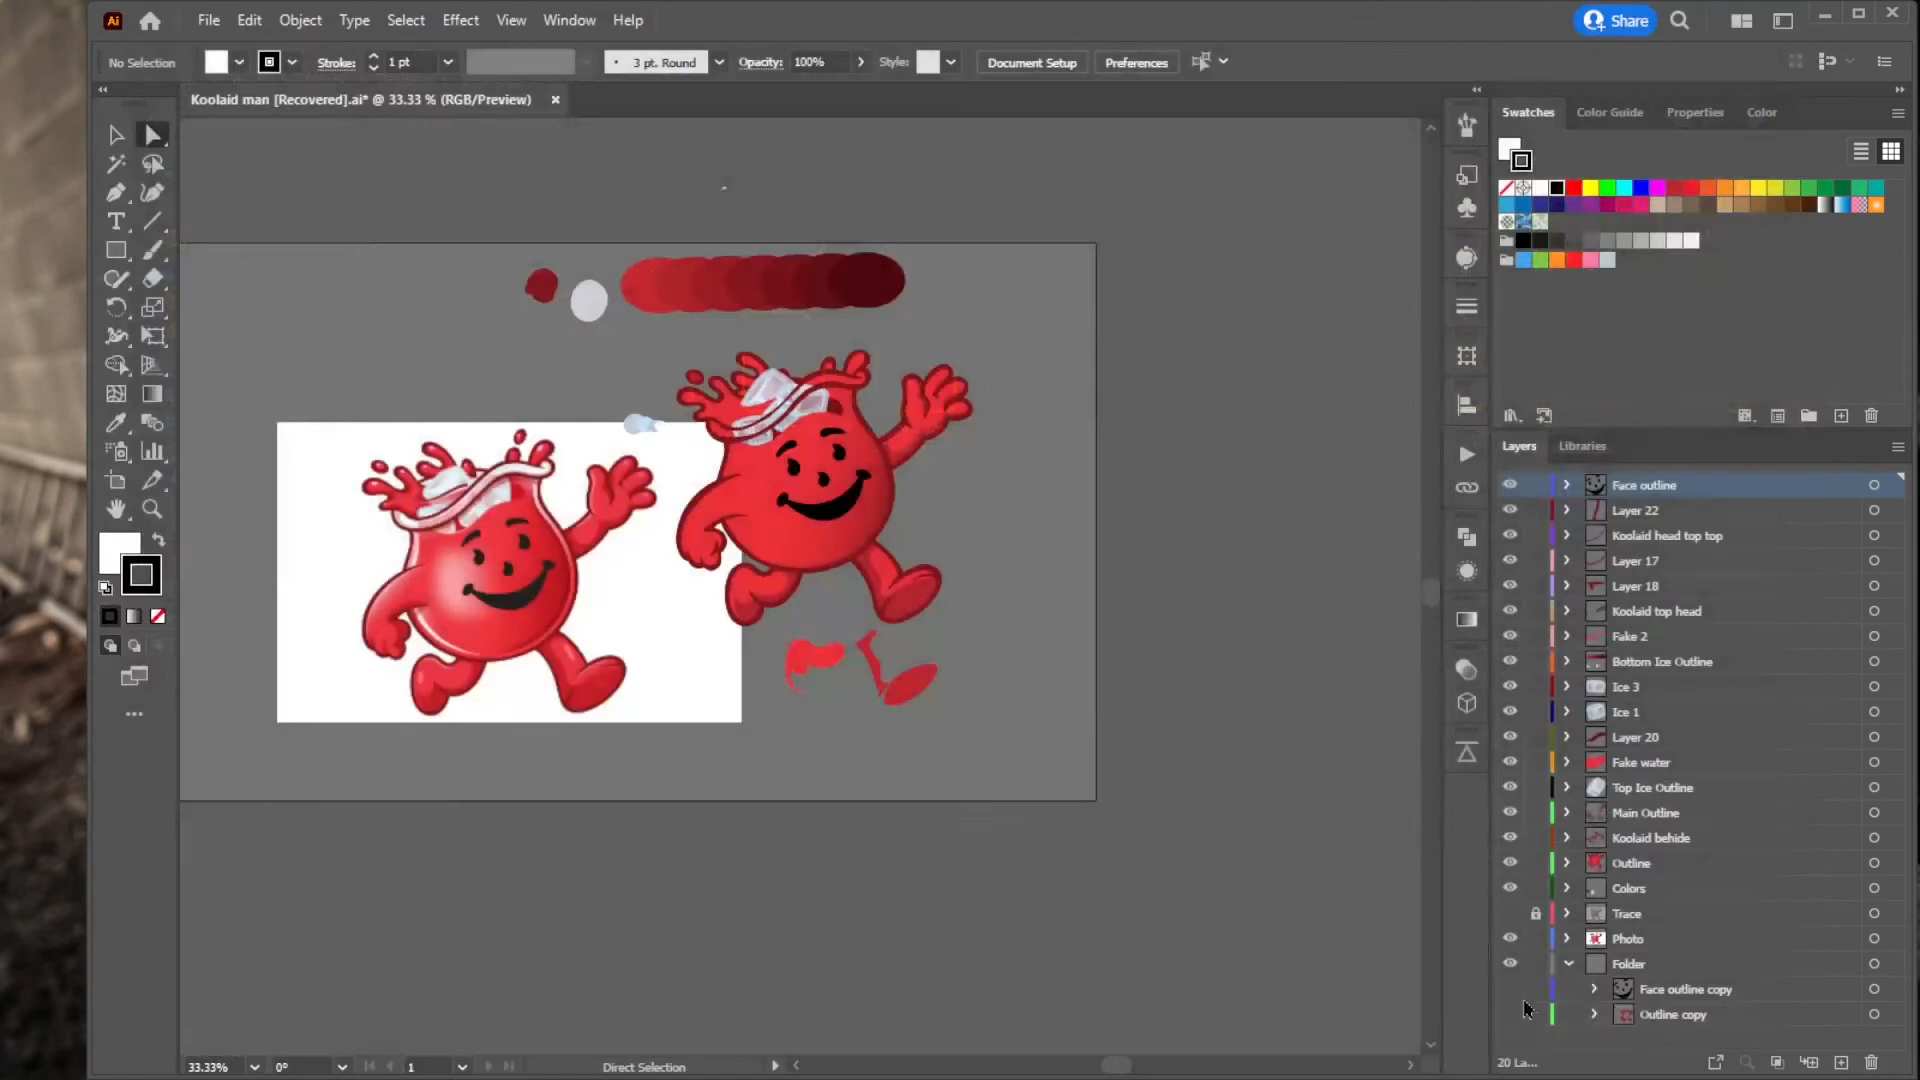 Ai
File Edit Object Type Select Effect View Window Help
Share
No Selection
Stroke: 1 pt
3 pt. Round
Opacity: 100%
Style:
Document Setup
Preferences
Koolaid man [Recovered].ai* @ 33.33 % (RGB/Preview)
Swatches Color Guide Properties Color
Layers Libraries
Face outline
Layer 22
Koolaid head top top
Layer 17
Layer 18
Koolaid top head
Fake 2
Bottom Ice Outline
Ice 3
Ice 1
Layer 20
Fake water
Top Ice Outline
Main Outline
Koolaid behide
Outline
Colors
Trace
Photo
Folder
Face outline copy
Outline copy
20 La...
33.33% 0° 1 Direct Selection